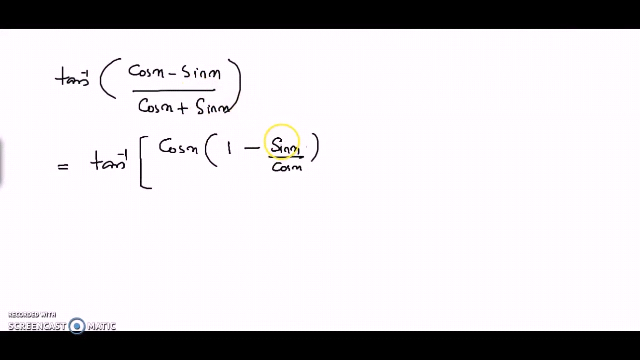 tan⁻¹ ( (Cosx − Sinx) / (Cosx + Sinx) )
= tan⁻¹ [ Cosx ( 1 − Sinx / Cosx )
RECORDED WITH
SCREENCAST MATIC